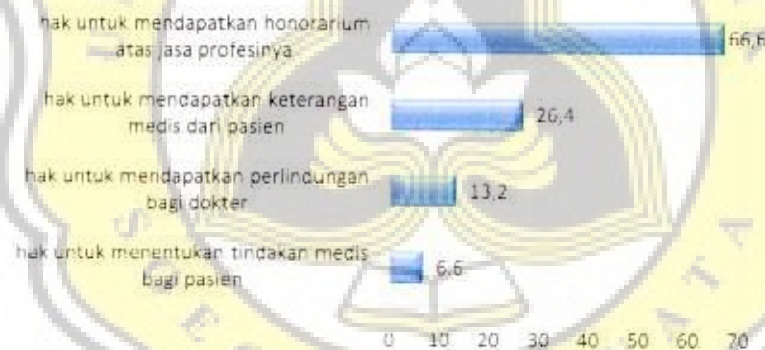 hak untuk mendapatkan honorarium
atas jasa profesinya
66,6
hak untuk mendapatkan keterangan
medis dari pasien
26,4
hak untuk mendapatkan perlindungan
bagi dokter
13,2
hak untuk menentukan tindakan medis
bagi pasien
6,6
0 10 20 30 40 50 60 70